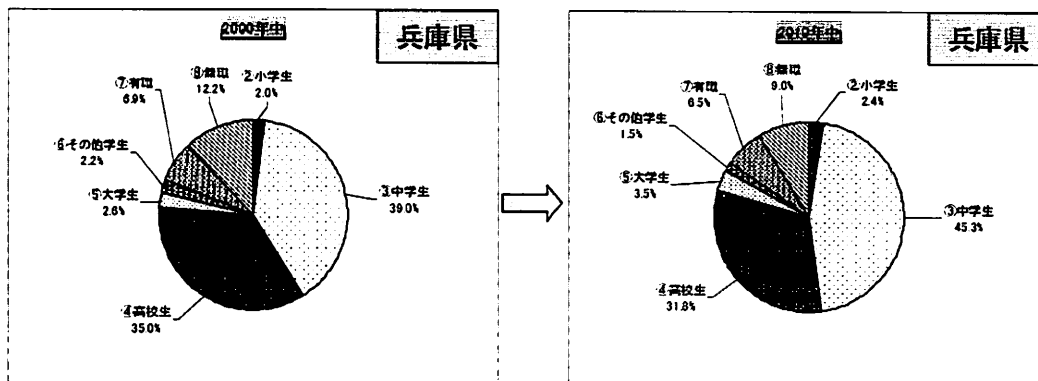 2000年中
兵庫県
⑧無職
12.2%
②小学生
2.0%
⑦有職
6.9%
⑥その他学生
2.2%
⑤大学生
2.6%
③中学生
39.0%
④高校生
35.0%
2010年中
兵庫県
⑧無職
9.0%
②小学生
2.4%
⑦有職
6.5%
⑥その他学生
1.5%
⑤大学生
3.5%
③中学生
45.3%
④高校生
31.8%